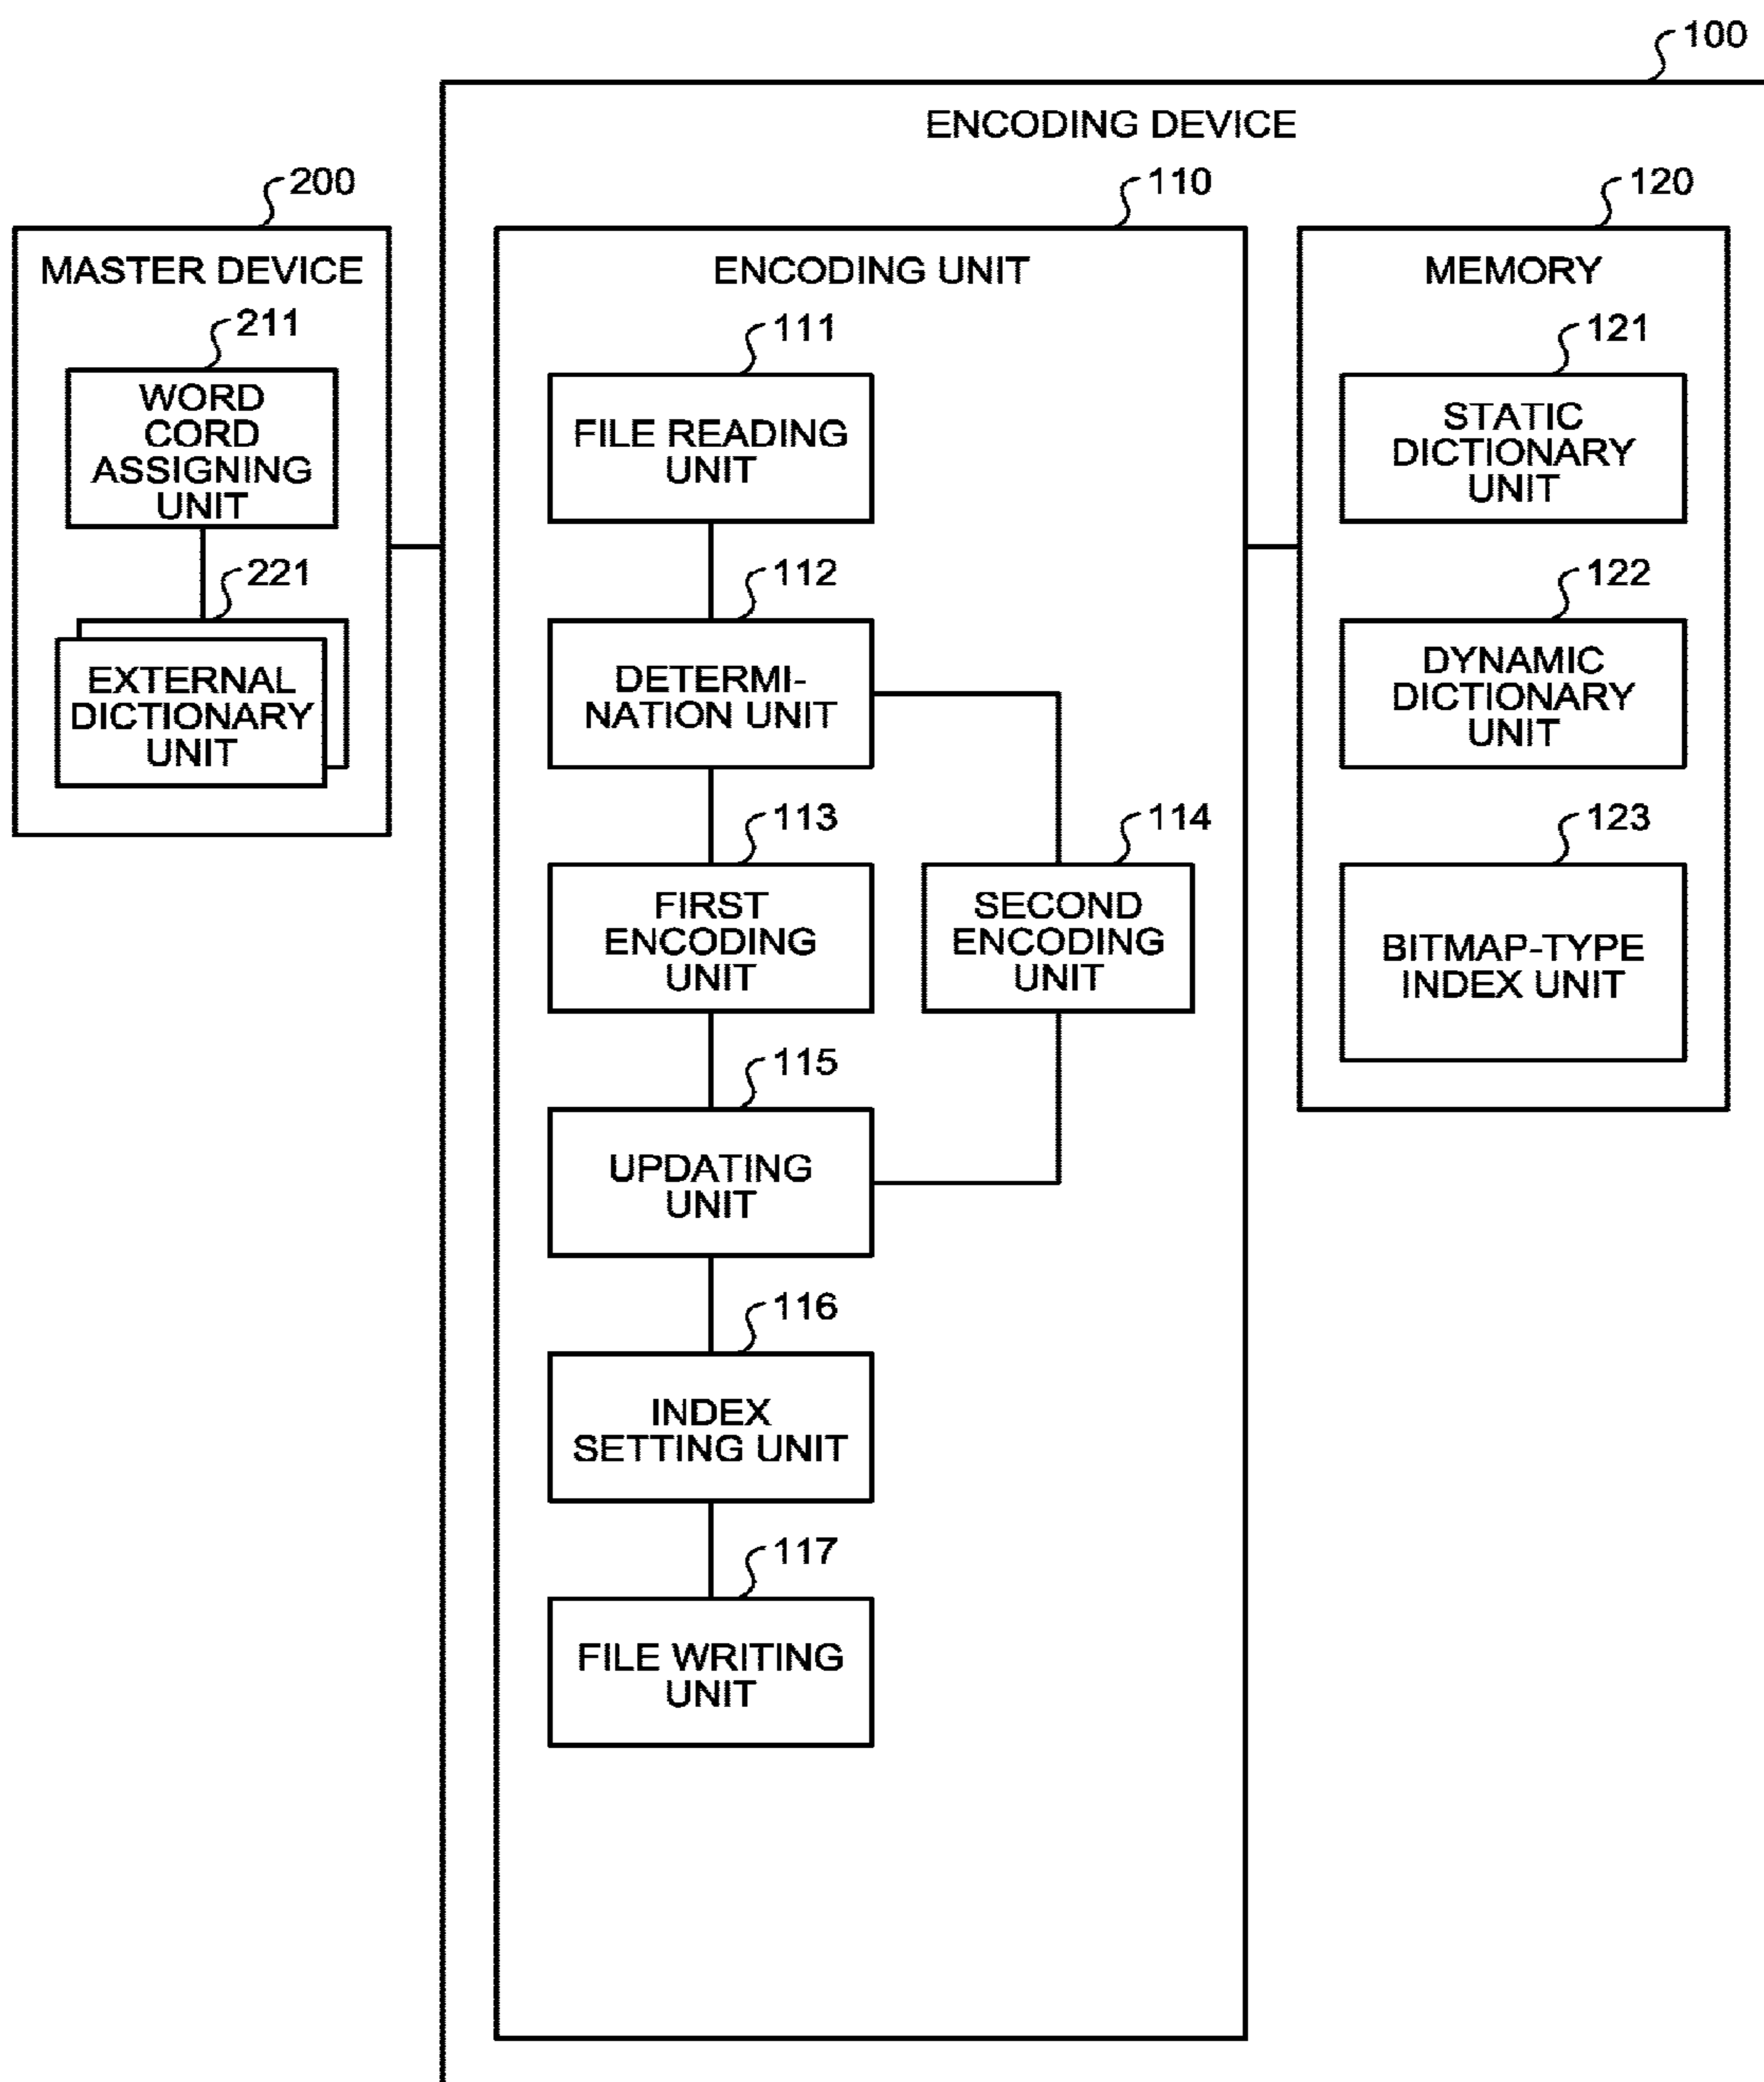 100
ENCODING DEVICE
200
MASTER DEVICE
211
WORD
CORD
ASSIGNING
UNIT
221
EXTERNAL
DICTIONARY
UNIT
110
ENCODING UNIT
111
FILE READING
UNIT
112
DETERMI-
NATION UNIT
113
FIRST
ENCODING
UNIT
114
SECOND
ENCODING
UNIT
115
UPDATING
UNIT
116
INDEX
SETTING UNIT
117
FILE WRITING
UNIT
120
MEMORY
121
STATIC
DICTIONARY
UNIT
122
DYNAMIC
DICTIONARY
UNIT
123
BITMAP-TYPE
INDEX UNIT